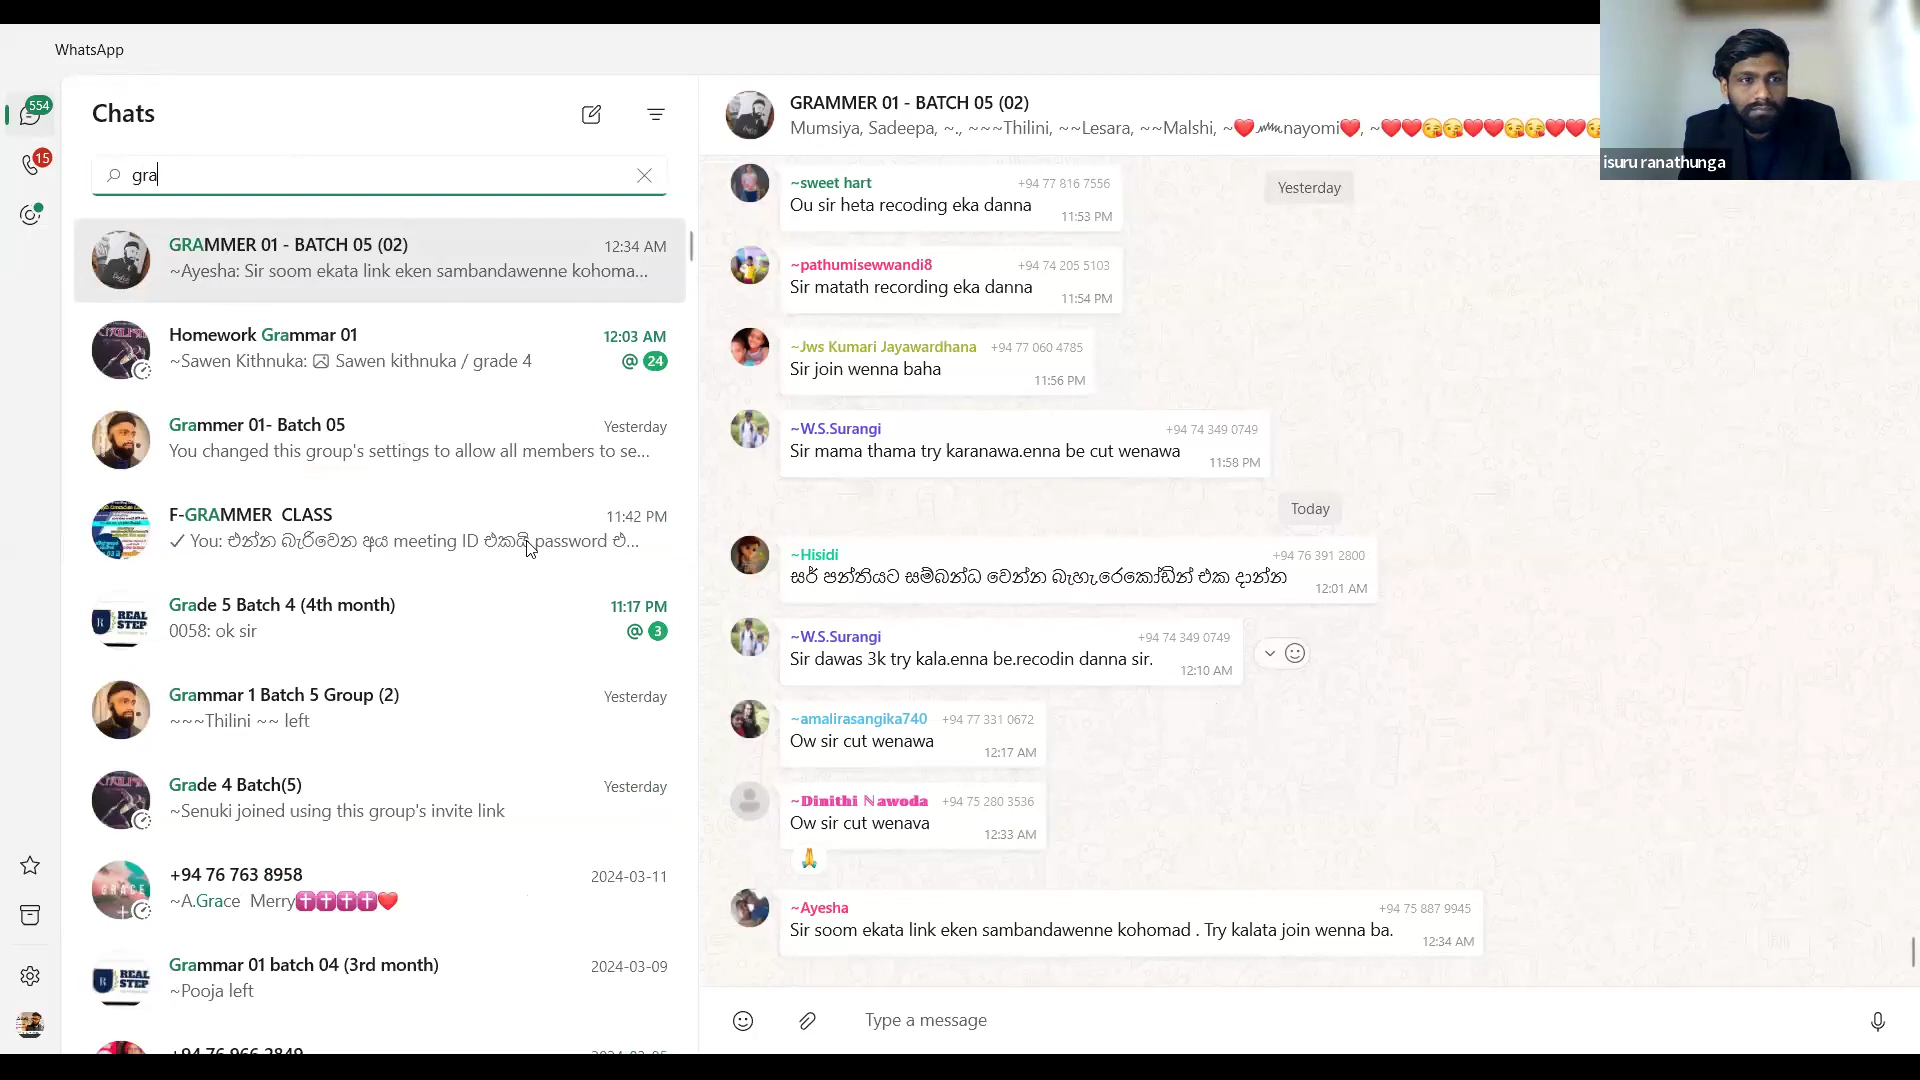 WhatsApp
554
15
Chats
gra
GRAMMER 01 - BATCH 05 (02)
12:34 AM
~Ayesha: Sir soom ekata link eken sambandawenne kohoma...
Homework Grammar 01
12:03 AM
~Sawen Kithnuka: Sawen kithnuka / grade 4
@ 24
Grammer 01- Batch 05
Yesterday
You changed this group's settings to allow all members to se...
F-GRAMMER CLASS
11:42 PM
✓ You: එන්න බැරිවෙන අය meeting ID එකයි password එ...
Grade 5 Batch 4 (4th month)
11:17 PM
0058: ok sir
@ 3
REAL STEP
Grammar 1 Batch 5 Group (2)
Yesterday
~~~Thilini ~~ left
Grade 4 Batch(5)
Yesterday
~Senuki joined using this group's invite link
GRACE
+94 76 763 8958
2024-03-11
~A.Grace Merry✝️✝️✝️✝️❤️
REAL STEP
Grammar 01 batch 04 (3rd month)
2024-03-09
~Pooja left
GRAMMER 01 - BATCH 05 (02)
Mumsiya, Sadeepa, ~., ~~~Thilini, ~~Lesara, ~~Malshi, ~❤️nayomi❤️, ~❤️❤️😘😘❤️❤️😘😘❤️❤️😘
isuru ranathunga
Yesterday
~sweet hart +94 77 816 7556
Ou sir heta recoding eka danna
11:53 PM
~pathumisewwandi8 +94 74 205 5103
Sir matath recording eka danna
11:54 PM
~Jws Kumari Jayawardhana +94 77 060 4785
Sir join wenna baha
11:56 PM
~W.S.Surangi +94 74 349 0749
Sir mama thama try karanawa.enna be cut wenawa
11:58 PM
Today
~Hisidi +94 76 391 2800
සර් පන්තියට සම්බන්ධ වෙන්න බැහැ,රෙකෝඩින් එක දාන්න
12:01 AM
~W.S.Surangi +94 74 349 0749
Sir dawas 3k try kala.enna be.recodin danna sir.
12:10 AM
~amalirasangika740 +94 77 331 0672
Ow sir cut wenawa
12:17 AM
~𝕯𝖎𝖓𝖎𝖙𝖍𝖎 ℕ𝖆𝖜𝖔𝖉𝖆 +94 75 280 3536
Ow sir cut wenava
12:33 AM
🙏
~Ayesha +94 75 887 9945
Sir soom ekata link eken sambandawenne kohomad . Try kalata join wenna ba.
12:34 AM
Type a message